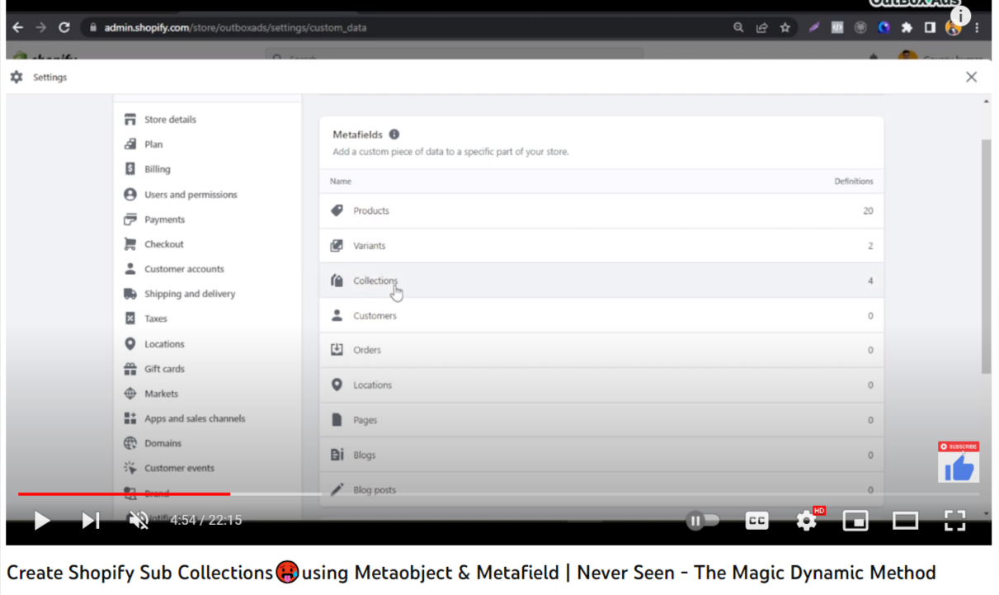 OutBox Ads
admin.shopify.com/store/outboxads/settings/custom_data
shopify
Search
Settings
Store details
Plan
Billing
Users and permissions
Payments
Checkout
Customer accounts
Shipping and delivery
Taxes
Locations
Gift cards
Markets
Apps and sales channels
Domains
Customer events
Brand
Metafields
Add a custom piece of data to a specific part of your store.
Name Definitions
Products 20
Variants 2
Collections 4
Customers 0
Orders 0
Locations 0
Pages 0
Blogs 0
Blog posts 0
SUBSCRIBE
4:54 / 22:15
CC
HD
Create Shopify Sub Collections🥵using Metaobject & Metafield | Never Seen - The Magic Dynamic Method